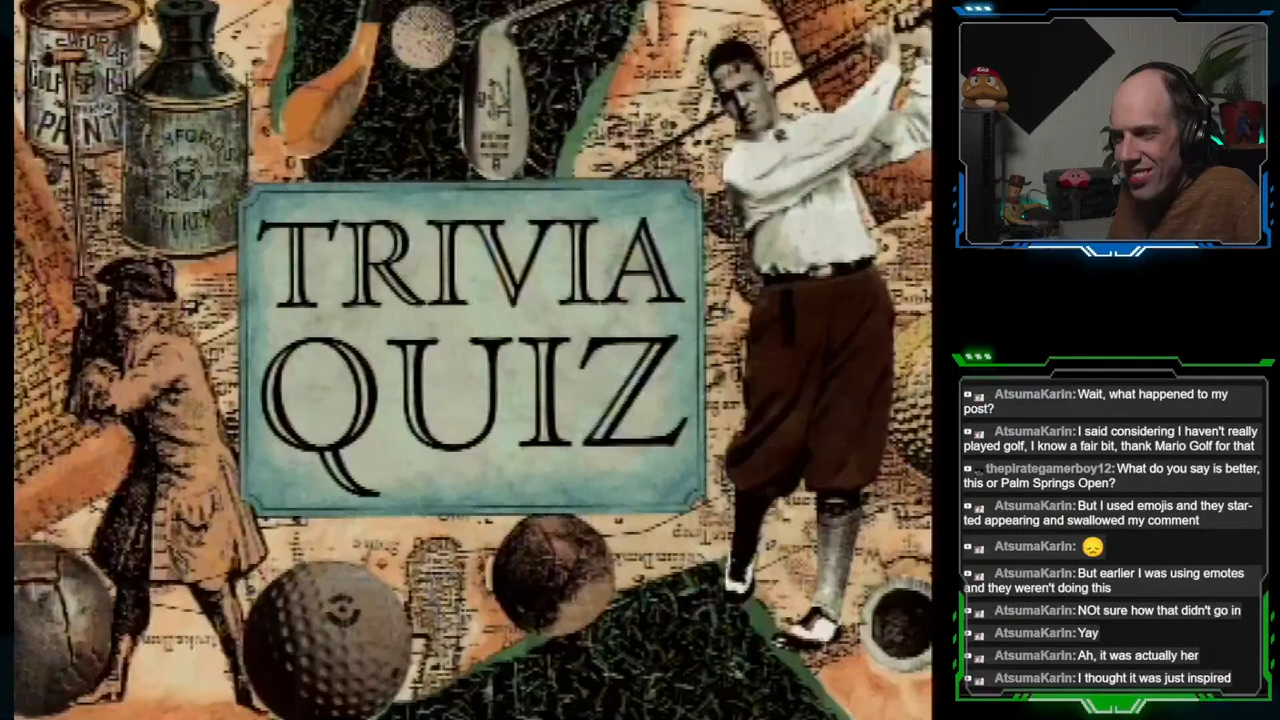 PAINT
TRIVIA
QUIZ
AtsumaKarin: Wait, what happened to my
post?
AtsumaKarin: I said considering I haven't really
played golf, I know a fair bit, thank Mario Golf for that
thepirategamerboy12: What do you say is better,
this or Palm Springs Open?
AtsumaKarin: But I used emojis and they star-
ted appearing and swallowed my comment
AtsumaKarin: 😞
AtsumaKarin: But earlier I was using emotes
and they weren't doing this
AtsumaKarin: NOt sure how that didn't go in
AtsumaKarin: Yay
AtsumaKarin: Ah, it was actually her
AtsumaKarin: I thought it was just inspired